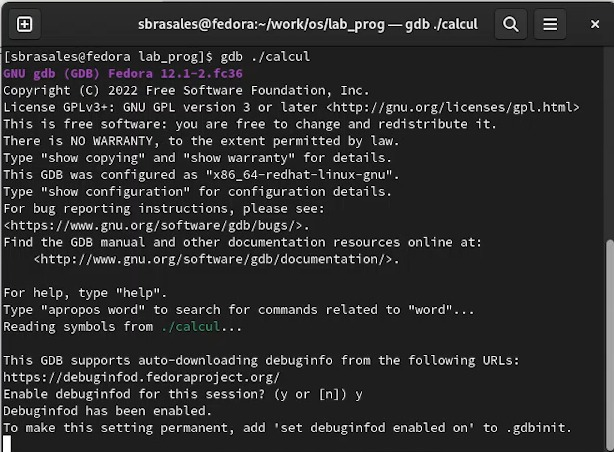 sbrasales@fedora:~/work/os/lab_prog — gdb ./calcul
[sbrasales@fedora lab_prog]$ gdb ./calcul
GNU gdb (GDB) Fedora 12.1-2.fc36
Copyright (C) 2022 Free Software Foundation, Inc.
License GPLv3+: GNU GPL version 3 or later <http://gnu.org/licenses/gpl.html>
This is free software: you are free to change and redistribute it.
There is NO WARRANTY, to the extent permitted by law.
Type "show copying" and "show warranty" for details.
This GDB was configured as "x86_64-redhat-linux-gnu".
Type "show configuration" for configuration details.
For bug reporting instructions, please see:
<https://www.gnu.org/software/gdb/bugs/>.
Find the GDB manual and other documentation resources online at:
    <http://www.gnu.org/software/gdb/documentation/>.
For help, type "help".
Type "apropos word" to search for commands related to "word"...
Reading symbols from ./calcul...
This GDB supports auto-downloading debuginfo from the following URLs:
https://debuginfod.fedoraproject.org/
Enable debuginfod for this session? (y or [n]) y
Debuginfod has been enabled.
To make this setting permanent, add 'set debuginfod enabled on' to .gdbinit.